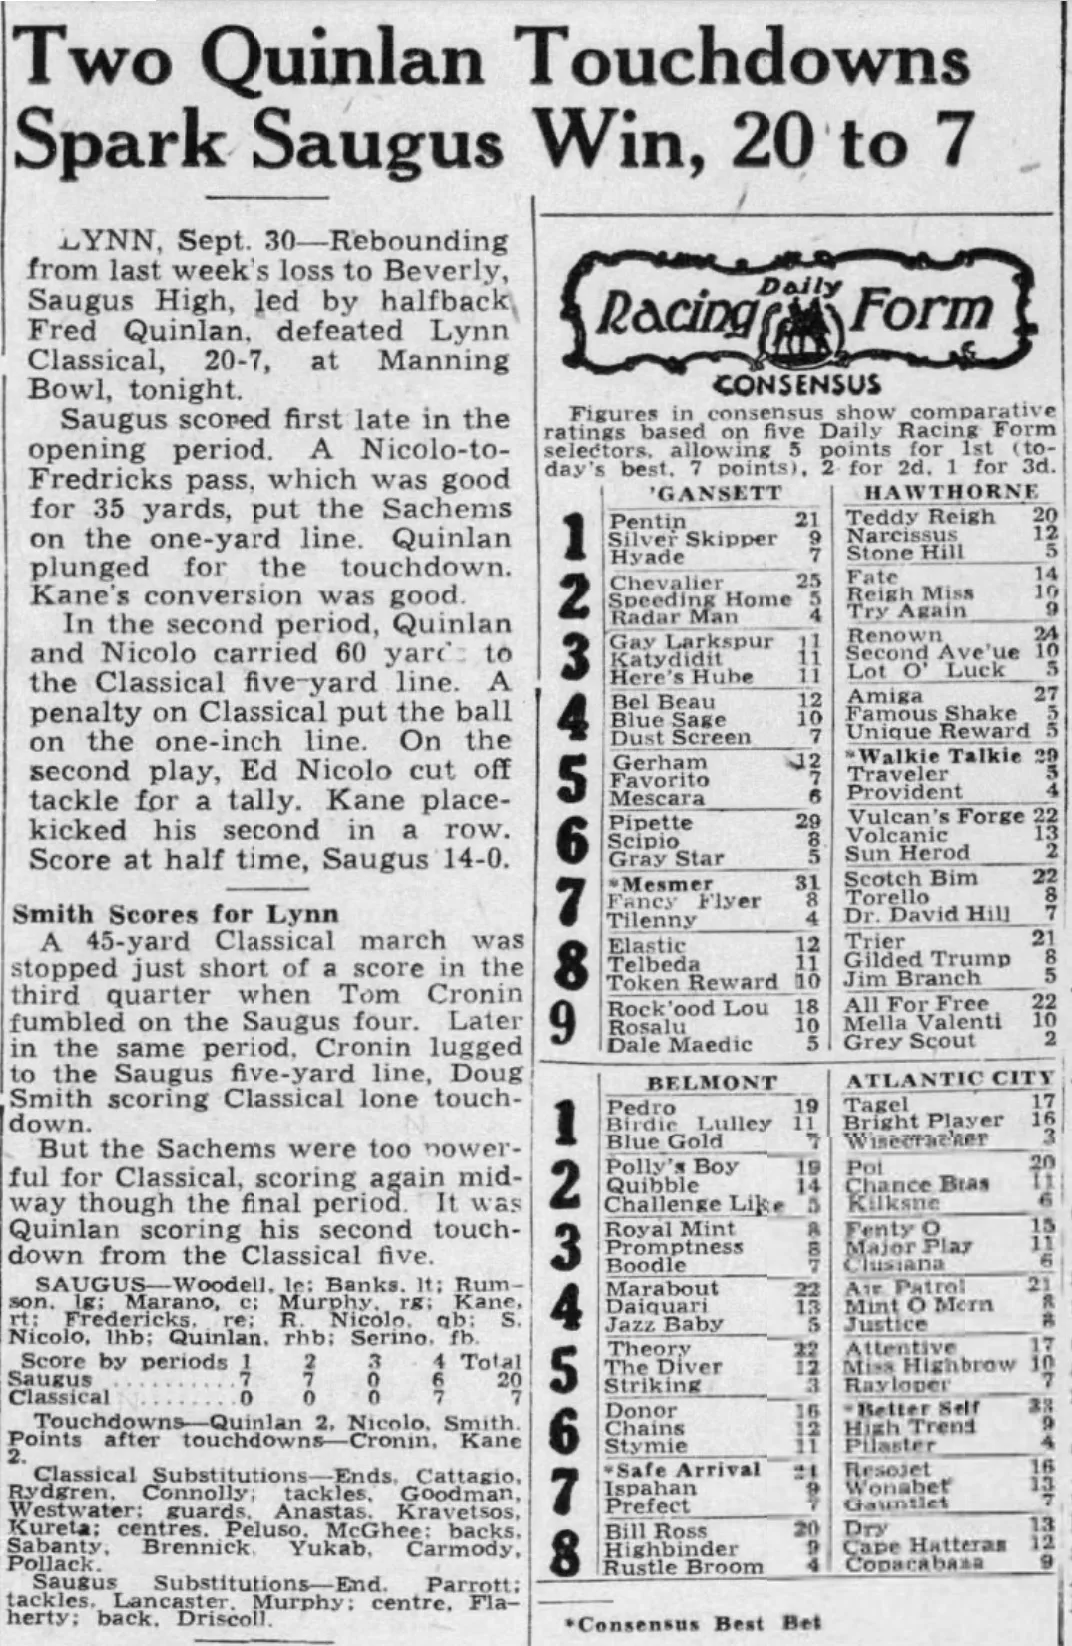 Two Quinlan Touchdowns
Spark Saugus Win, 20 to 7
LYNN, Sept. 30—Rebounding
from last week's loss to Beverly,
Saugus High, led by halfback
Fred Quinlan, defeated Lynn
Classical, 20-7, at Manning
Bowl, tonight.
Saugus scored first late in the
opening period. A Nicolo-to-
Fredricks pass, which was good
for 35 yards, put the Sachems
on the one-yard line. Quinlan
plunged for the touchdown.
Kane's conversion was good.
In the second period, Quinlan
and Nicolo carried 60 yards to
the Classical five-yard line. A
penalty on Classical put the ball
on the one-inch line. On the
second play, Ed Nicolo cut off
tackle for a tally. Kane place-
kicked his second in a row.
Score at half time, Saugus 14-0.
Smith Scores for Lynn
A 45-yard Classical march was
stopped just short of a score in the
third quarter when Tom Cronin
fumbled on the Saugus four. Later
in the same period, Cronin lugged
to the Saugus five-yard line, Doug
Smith scoring Classical lone touch-
down.
But the Sachems were too power-
ful for Classical, scoring again mid-
way though the final period. It was
Quinlan scoring his second touch-
down from the Classical five.
SAUGUS—Woodell, le; Banks, lt; Rum-
son, lg; Marano, c; Murphy, rg; Kane,
rt; Fredericks, re; R. Nicolo, qb; S.
Nicolo, lhb; Quinlan, rhb; Serino, fb.
Score by periods 1 2 3 4 Total
Saugus ..........7 7 0 6 20
Classical ........0 0 0 7 7
Touchdowns—Quinlan 2, Nicolo, Smith.
Points after touchdowns—Cronin, Kane
2.
Classical Substitutions—Ends, Cattagio,
Rydgren, Connolly; tackles, Goodman,
Westwater; guards, Anastas, Kravetsos,
Kureta; centres, Peluso, McGhee; backs,
Sabanty, Brennick, Yukab, Carmody,
Pollack.
Saugus Substitutions—End, Parrott;
tackles, Lancaster, Murphy; centre, Fla-
herty; back, Driscoll.
Daily
Racing Form
CONSENSUS
Figures in consensus show comparative
ratings based on five Daily Racing Form
selectors, allowing 5 points for 1st (to-
day's best, 7 points), 2 for 2d, 1 for 3d.
'GANSETT
1
Pentin 21
Silver Skipper 9
Hyade 7
2
Chevalier 25
Speeding Home 5
Radar Man 4
3
Gay Larkspur 11
Katydidit 11
Here's Hube 11
4
Bel Beau 12
Blue Sage 10
Dust Screen 7
5
Gerham 12
Favorito 7
Mescara 6
6
Pipette 29
Scipio 8
Gray Star 5
7
*Mesmer 31
Fancy Flyer 8
Tilenny 4
8
Elastic 12
Telbeda 11
Token Reward 10
9
Rock'ood Lou 18
Rosalu 10
Dale Maedic 5
HAWTHORNE
Teddy Reigh 20
Narcissus 12
Stone Hill 5
Fate 14
Reigh Miss 10
Try Again 9
Renown 24
Second Ave'ue 10
Lot O' Luck 5
Amiga 27
Famous Shake 5
Unique Reward 5
*Walkie Talkie 29
Traveler 5
Provident 4
Vulcan's Forge 22
Volcanic 13
Sun Herod 2
Scotch Bim 22
Torello 8
Dr. David Hill 7
Trier 21
Gilded Trump 8
Jim Branch 5
All For Free 22
Mella Valenti 10
Grey Scout 2
BELMONT
1
Pedro 19
Birdie Lulley 11
Blue Gold 7
2
Polly's Boy 19
Quibble 14
Challenge Like 5
3
Royal Mint 8
Promptness 8
Boodle 7
4
Marabout 22
Daiquari 13
Jazz Baby 5
5
Theory 22
The Diver 12
Striking 3
6
Donor 16
Chains 12
Stymie 11
7
*Safe Arrival
Ispahan 9
Prefect 7
8
Bill Ross 20
Highbinder 9
Rustle Broom 4
ATLANTIC CITY
Tagel 17
Bright Player 16
Wisecracker 3
Pot 20
Chance Bras 11
Kilksne 6
Fenty O 15
Major Play 11
Clusiana 6
Air Patrol 21
Mint O Morn 8
Justice 8
Attentive 17
Miss Highbrow 10
Rayloper 7
*Better Self 33
High Trend 9
Pilaster 4
Resojet 16
Wonabet 13
Gauntlet 7
Dry 13
Cape Hatteras 12
Copacabana 9
*Consensus Best Bet